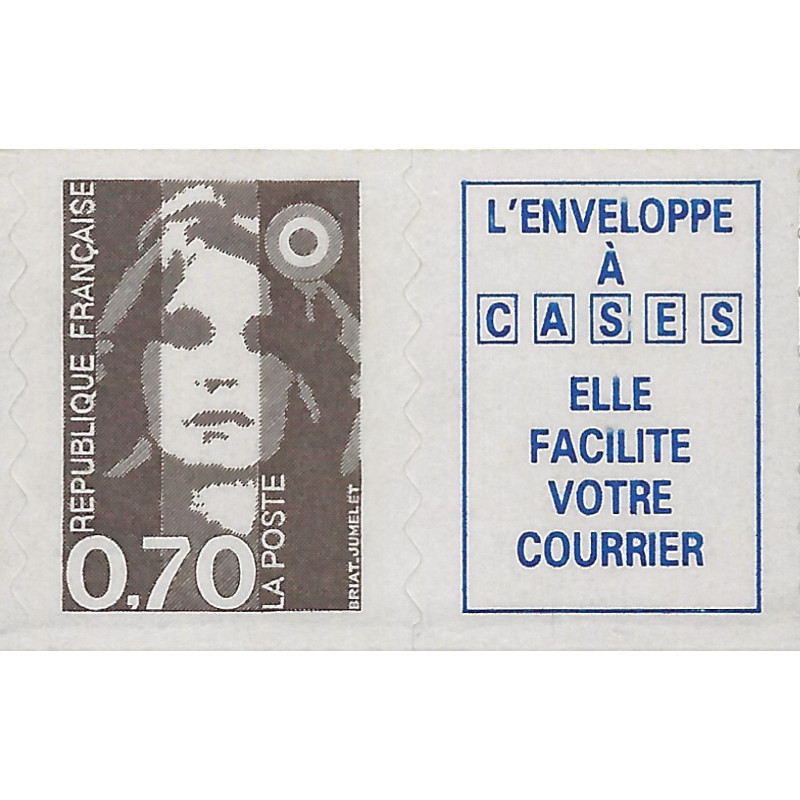 REPUBLIQUE FRANÇAISE
0,70
LA POSTE
BRIAT.JUMELET
L'ENVELOPPE
À
CASES
ELLE
FACILITE
VOTRE
COURRIER